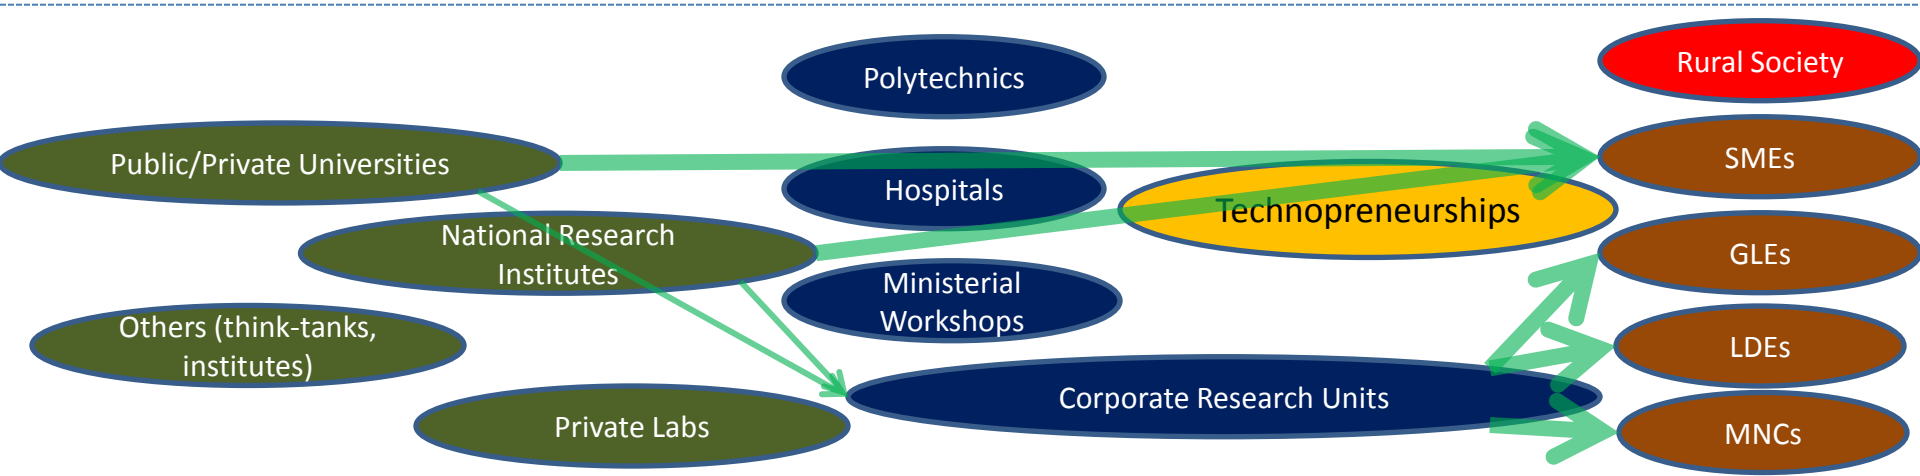 Polytechnics
Rural Society
Public/Private Universities
SMEs
Hospitals
Technopreneurships
National Research
Institutes
GLEs
Ministerial
Workshops
Others (think-tanks,
institutes)
LDEs
Corporate Research Units
Private Labs
MNCs